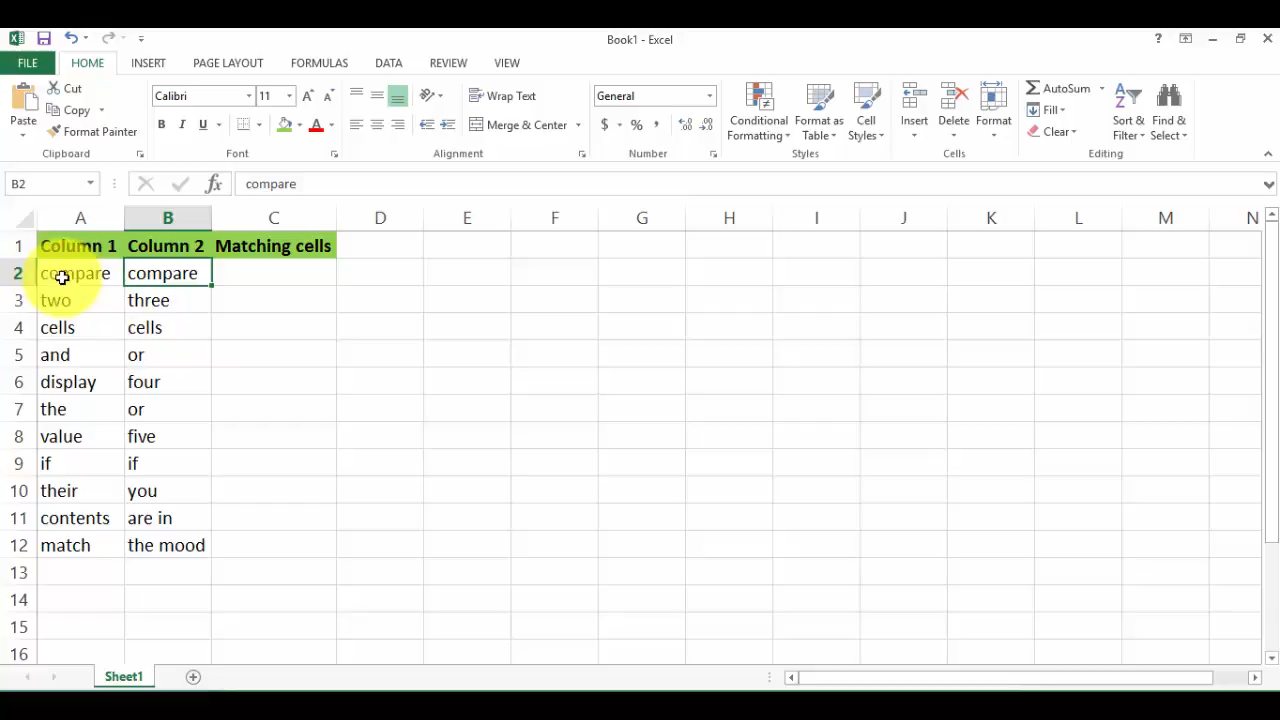 Book1 - Excel
?
FILE HOME INSERT PAGE LAYOUT FORMULAS DATA REVIEW VIEW
Paste
Cut
Copy
Format Painter
Clipboard
Calibri 11
B I U
Font
Wrap Text
Merge & Center
Alignment
General
$ % ,
Number
Conditional Formatting
Format as Table
Cell Styles
Styles
Insert Delete Format
Cells
AutoSum
Fill
Clear
Sort & Filter
Find & Select
Editing
B2 fx compare
A B C D E F G H I J K L M N
1 Column 1 Column 2 Matching cells
2 compare compare
3 two three
4 cells cells
5 and or
6 display four
7 the or
8 value five
9 if if
10 their you
11 contents are in
12 match the mood
13
14
15
16
Sheet1